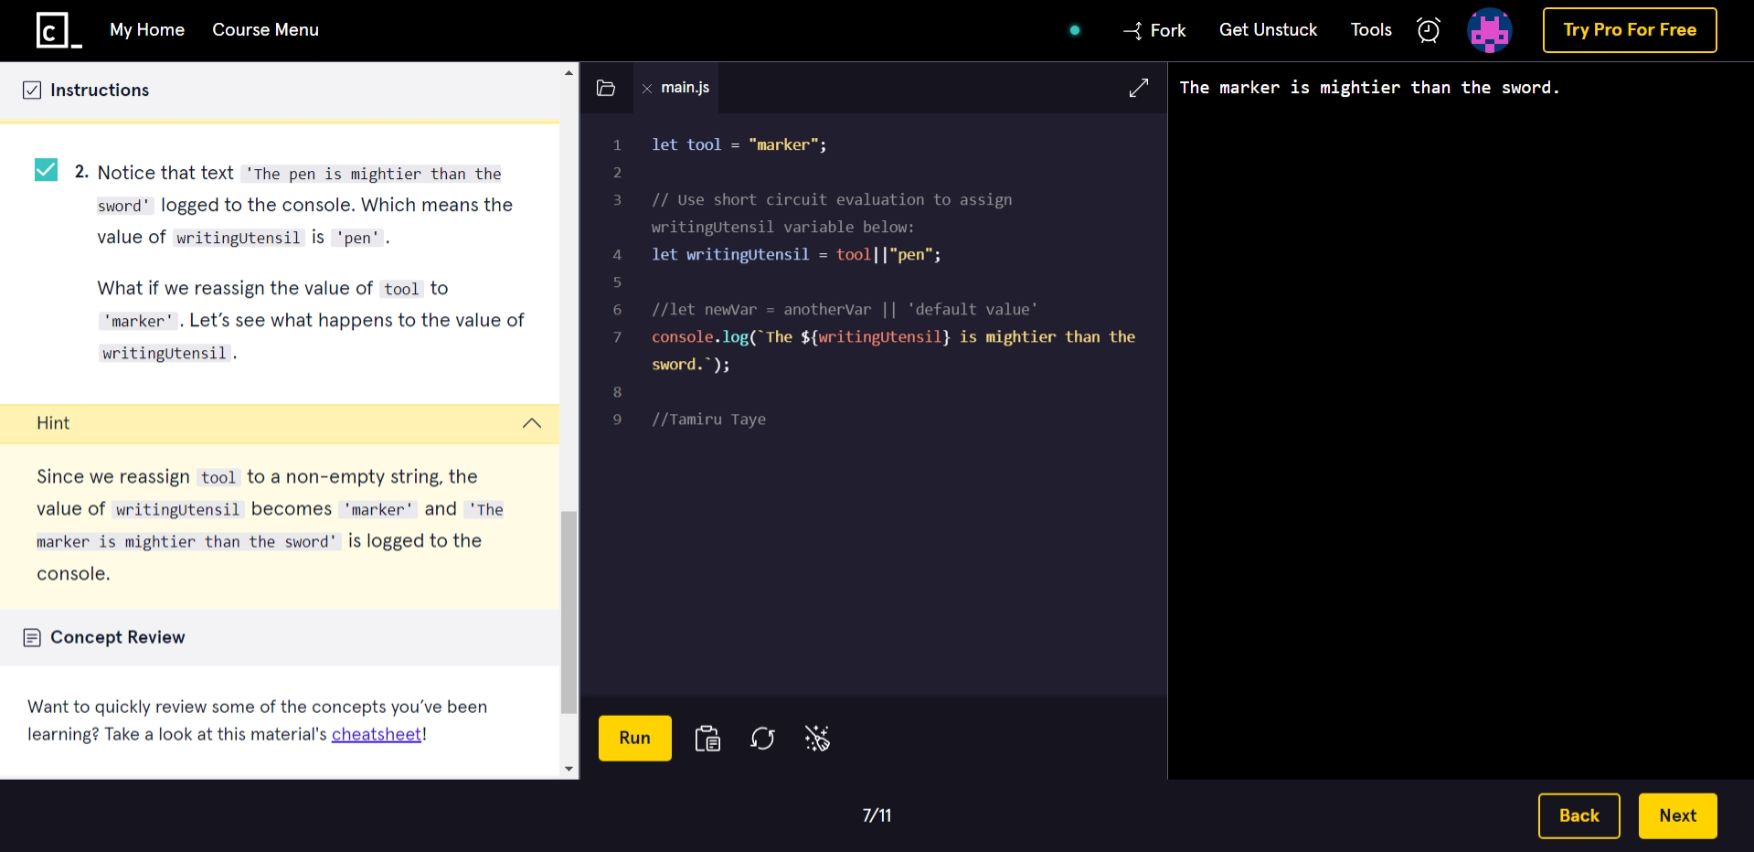 c_
My Home
Course Menu
Fork
Get Unstuck
Tools
Try Pro For Free
Instructions
2. Notice that text 'The pen is mightier than the
sword' logged to the console. Which means the
value of writingUtensil is 'pen'.
What if we reassign the value of tool to
'marker'. Let’s see what happens to the value of
writingUtensil.
Hint
Since we reassign tool to a non-empty string, the
value of writingUtensil becomes 'marker' and 'The
marker is mightier than the sword' is logged to the
console.
Concept Review
Want to quickly review some of the concepts you’ve been
learning? Take a look at this material's cheatsheet!
main.js
1 let tool = "marker";
2
3 // Use short circuit evaluation to assign
writingUtensil variable below:
4 let writingUtensil = tool||"pen";
5
6 //let newVar = anotherVar || 'default value'
7 console.log(`The ${writingUtensil} is mightier than the
sword.`);
8
9 //Tamiru Taye
Run
The marker is mightier than the sword.
7/11
Back
Next